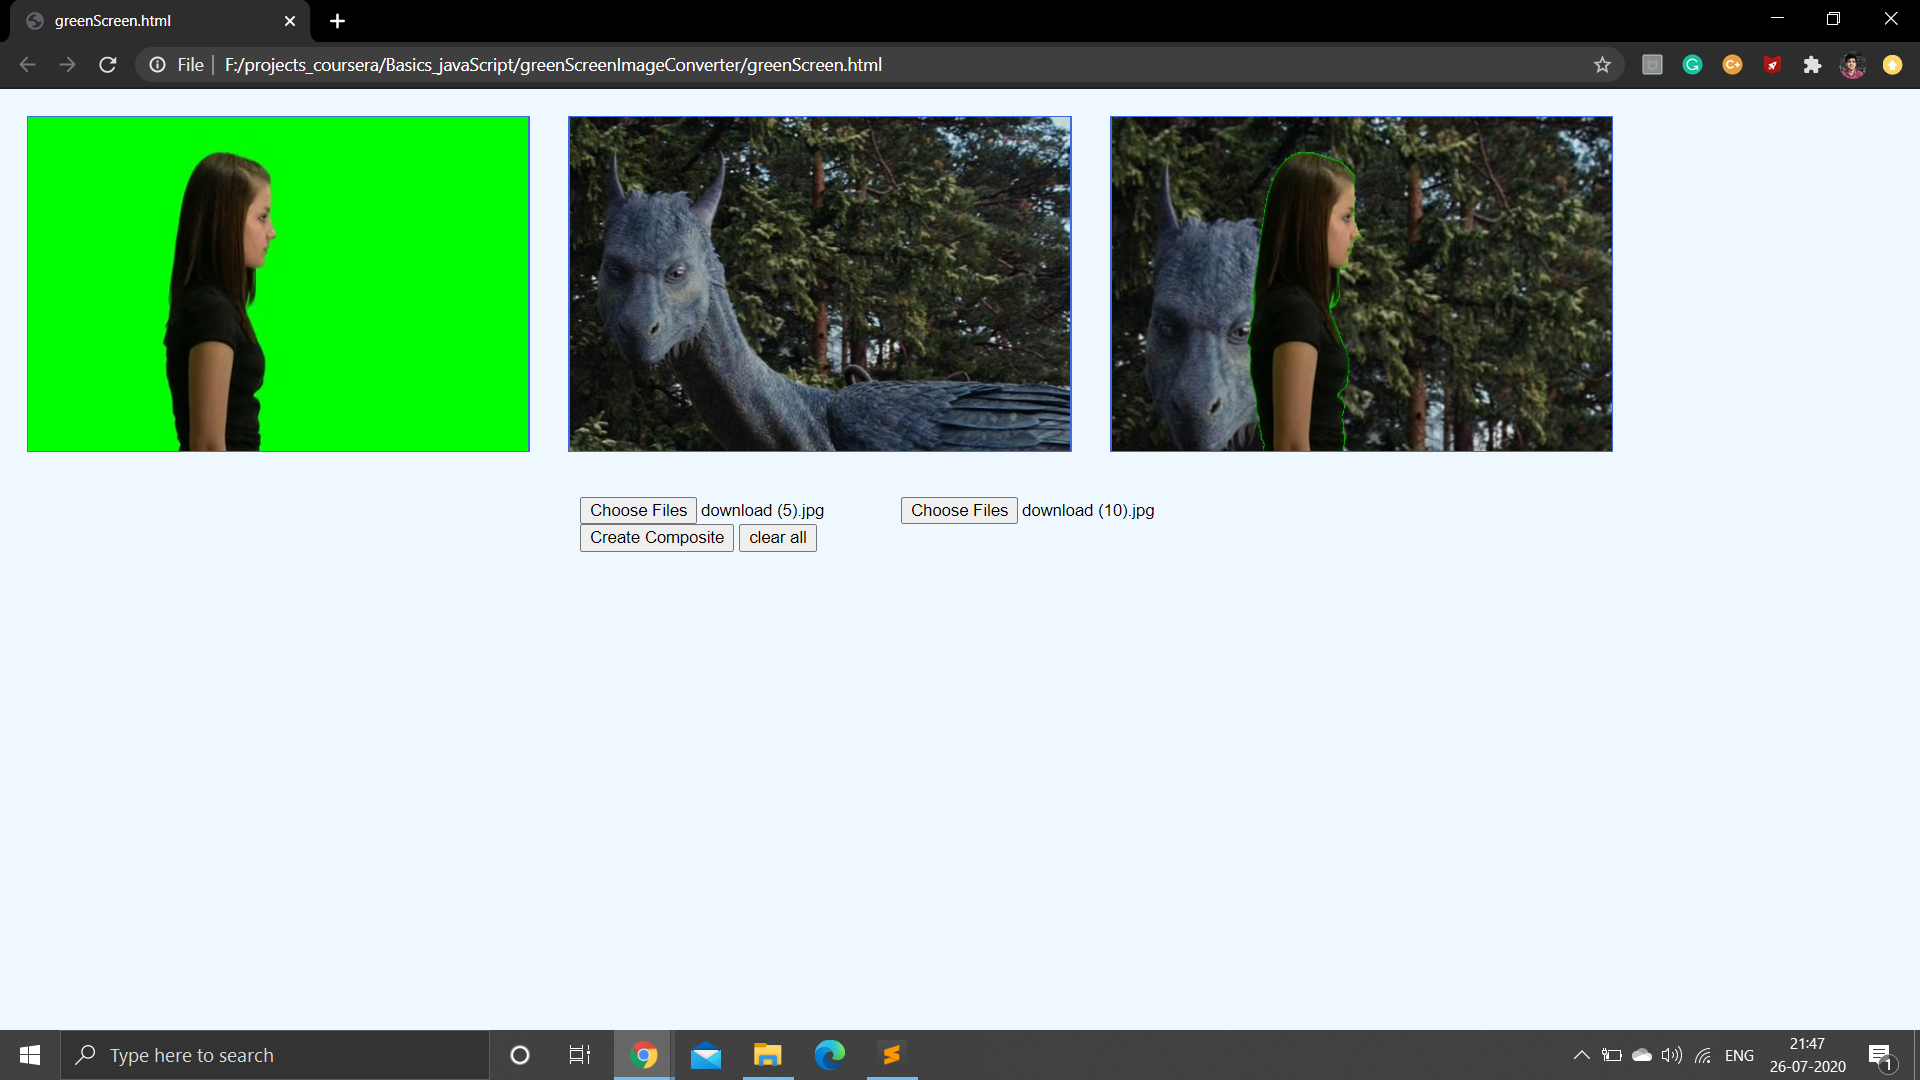 greenScreen.html
File
F:/projects_coursera/Basics_javaScript/greenScreenImageConverter/greenScreen.html
Choose Files download (5).jpg
Choose Files download (10).jpg
Create Composite
clear all
Type here to search
ENG
21:47
26-07-2020
1